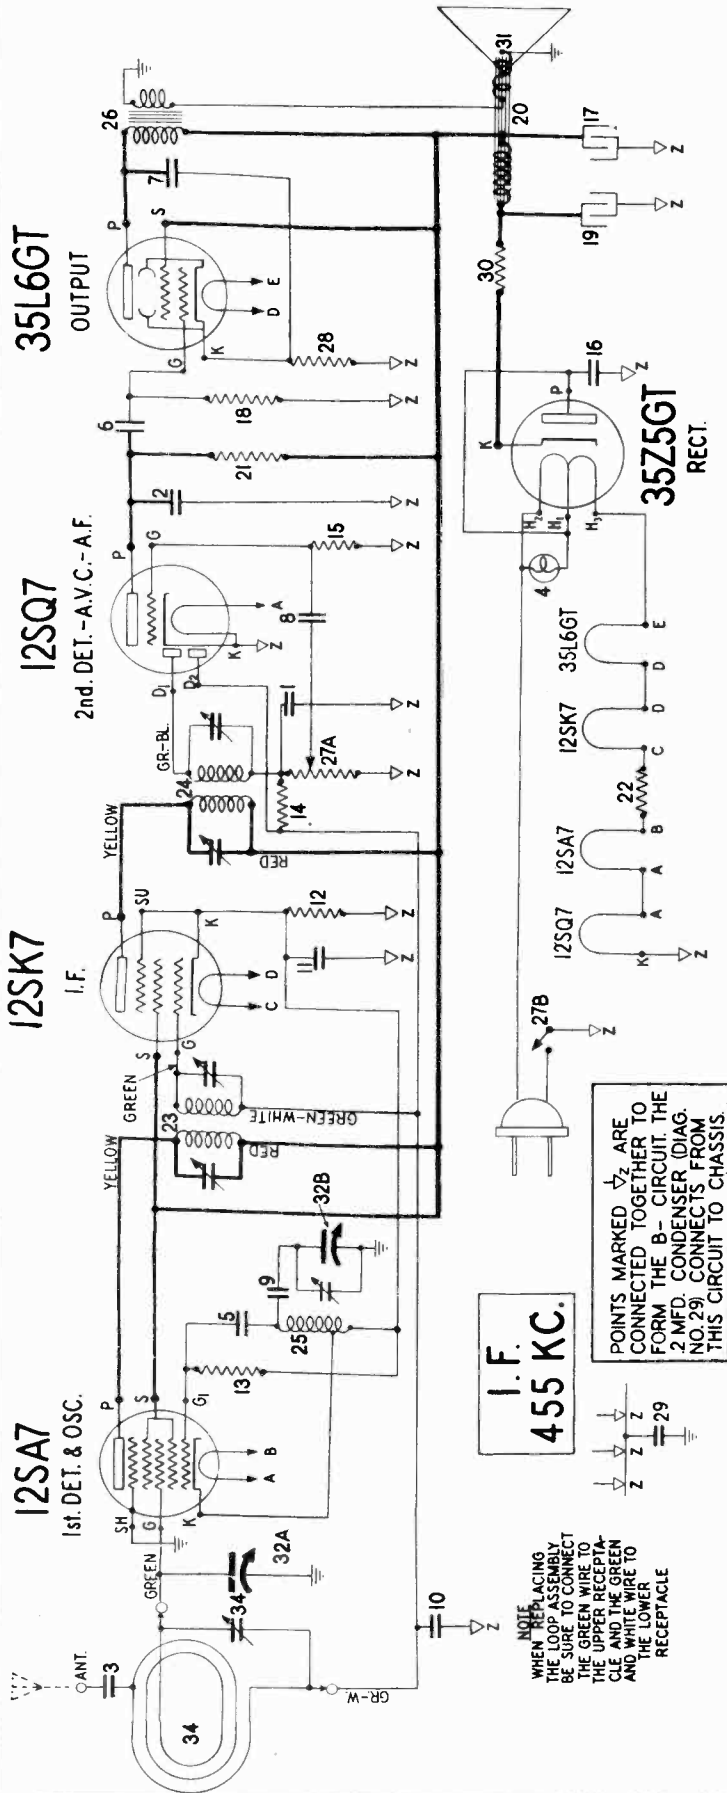 12SA7
1st. DET. & OSC.
12SK7
I.F.
12SQ7
2nd. DET.-A.V.C.-A.F.
35L6GT
OUTPUT
ANT.
3
34
GREEN
34
32A
GR-W.
10
Z
SH
G
K
P
S
G1
A
B
13
5
9
25
32B
YELLOW
23
RED
GREEN
GREEN-WHITE
S
G
P
SU
K
C
D
11
Z
12
Z
YELLOW
24
RED
GR-BL.
D1
D2
14
27A
Z
1
Z
K
Z
A
P
G
8
15
Z
2
Z
21
6
18
Z
G
K
D
E
P
S
28
Z
7
26
31
20
17
Z
19
Z
30
K
P
16
Z
35Z5GT
RECT.
H2
H1
H3
4
35L6GT
E
D
12SK7
D
C
22
12SA7
B
A
12SQ7
A
K
Z
27B
Z
I.F.
455 KC.
POINTS MARKED Z ARE
CONNECTED TOGETHER TO
FORM THE B- CIRCUIT. THE
.2 MFD. CONDENSER (DIAG.
NO. 29) CONNECTS FROM
THIS CIRCUIT TO CHASSIS.
Z
Z
Z
29
NOTE
WHEN REPLACING
THE LOOP ASSEMBLY
BE SURE TO CONNECT
THE GREEN WIRE TO
THE UPPER RECEPTA-
CLE AND THE GREEN
AND WHITE WIRE TO
THE LOWER
RECEPTACLE